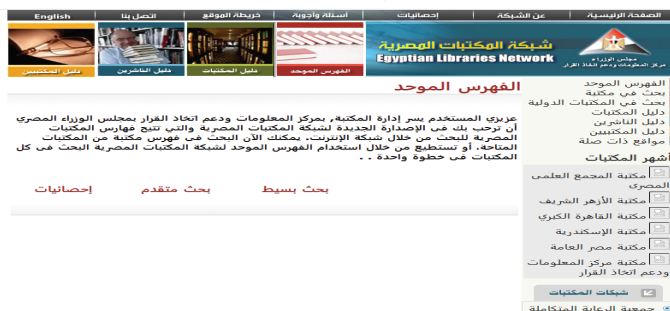 الصفحة الرئيسية | عن الشبكة | إحصائيات | أسئلة وأجوبة | خريطة الموقع | اتصل بنا | English
شبكة المكتبات المصرية
Egyptian Libraries Network
مجلس الوزراء
مركز المعلومات ودعم اتخاذ القرار
الفهرس الموحد
دليل المكتبات
دليل الناشرين
دليل المكتبيين
الفهرس الموحد
بحث في مكتبة
بحث في المكتبات الدولية
دليل المكتبات
دليل الناشرين
دليل المكتبيين
مواقع ذات صلة
أشهر المكتبات
مكتبة المجمع العلمى
المصرى
مكتبة الأزهر الشريف
مكتبة القاهرة الكبري
مكتبة الإسكندرية
مكتبة مصر العامة
مكتبة مركز المعلومات
ودعم اتخاذ القرار
شبكات المكتبات
جمعية الرعاية المتكاملة
الفهرس الموحد
عزيزي المستخدم يسر إدارة المكتبة, بمركز المعلومات ودعم اتخاذ القرار بمجلس الوزراء المصري
أن ترحب بك فى الإصدارة الجديدة لشبكة المكتبات المصرية والتي تتيح فهارس المكتبات
المصرية للبحث من خلال شبكة الإنترنت. يمكنك الآن البحث فى فهرس مكتبة من المكتبات
المتاحة. أو تستطيع من خلال استخدام الفهرس الموحد لشبكة المكتبات المصرية البحث فى كل
المكتبات فى خطوة واحدة . .
بحث بسيط بحث متقدم إحصائيات